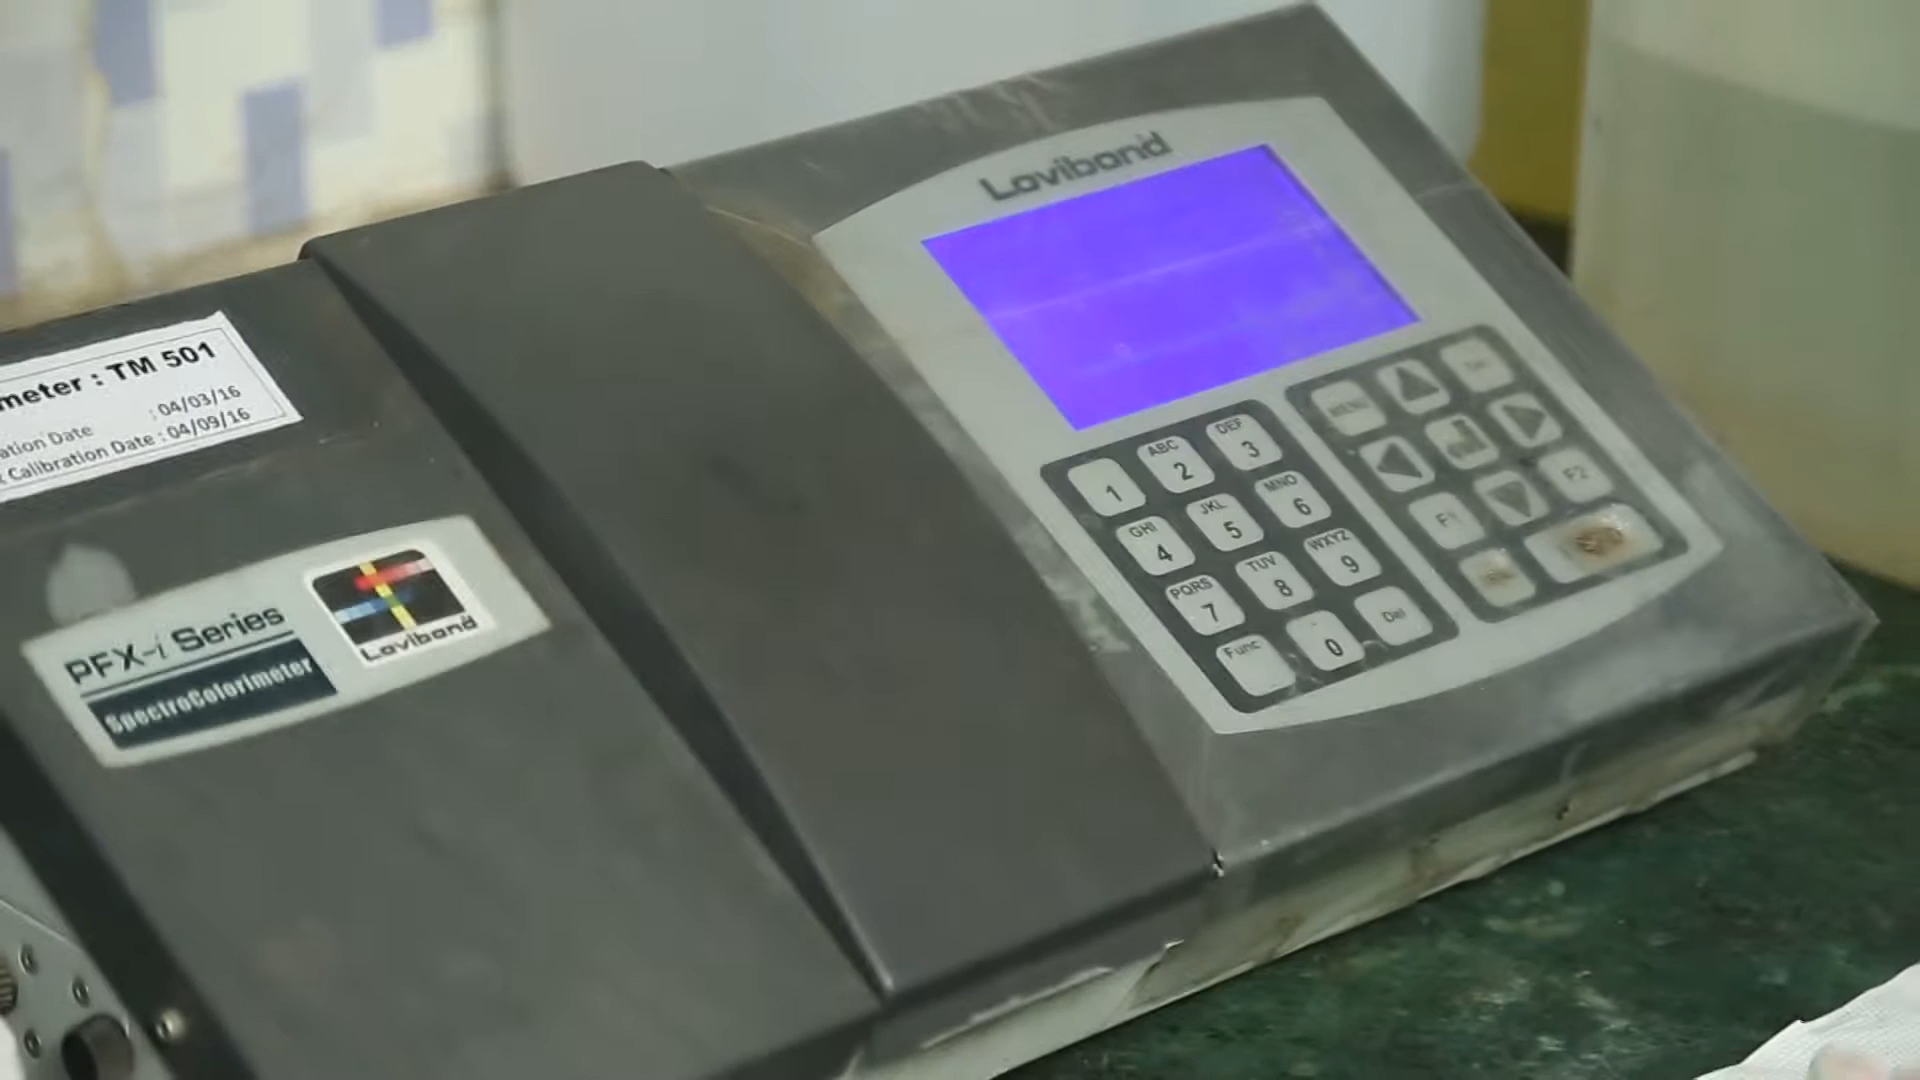 Lovibond
meter : TM 501
ation Date : 04/03/16
Calibration Date : 04/09/16
PFX-i Series
SpectroColorimeter
Lovibond
MENU
1
ABC 2
DEF 3
GHI 4
JKL 5
MNO 6
F1
F2
PQRS 7
TUV 8
WXYZ 9
Func
0
Del